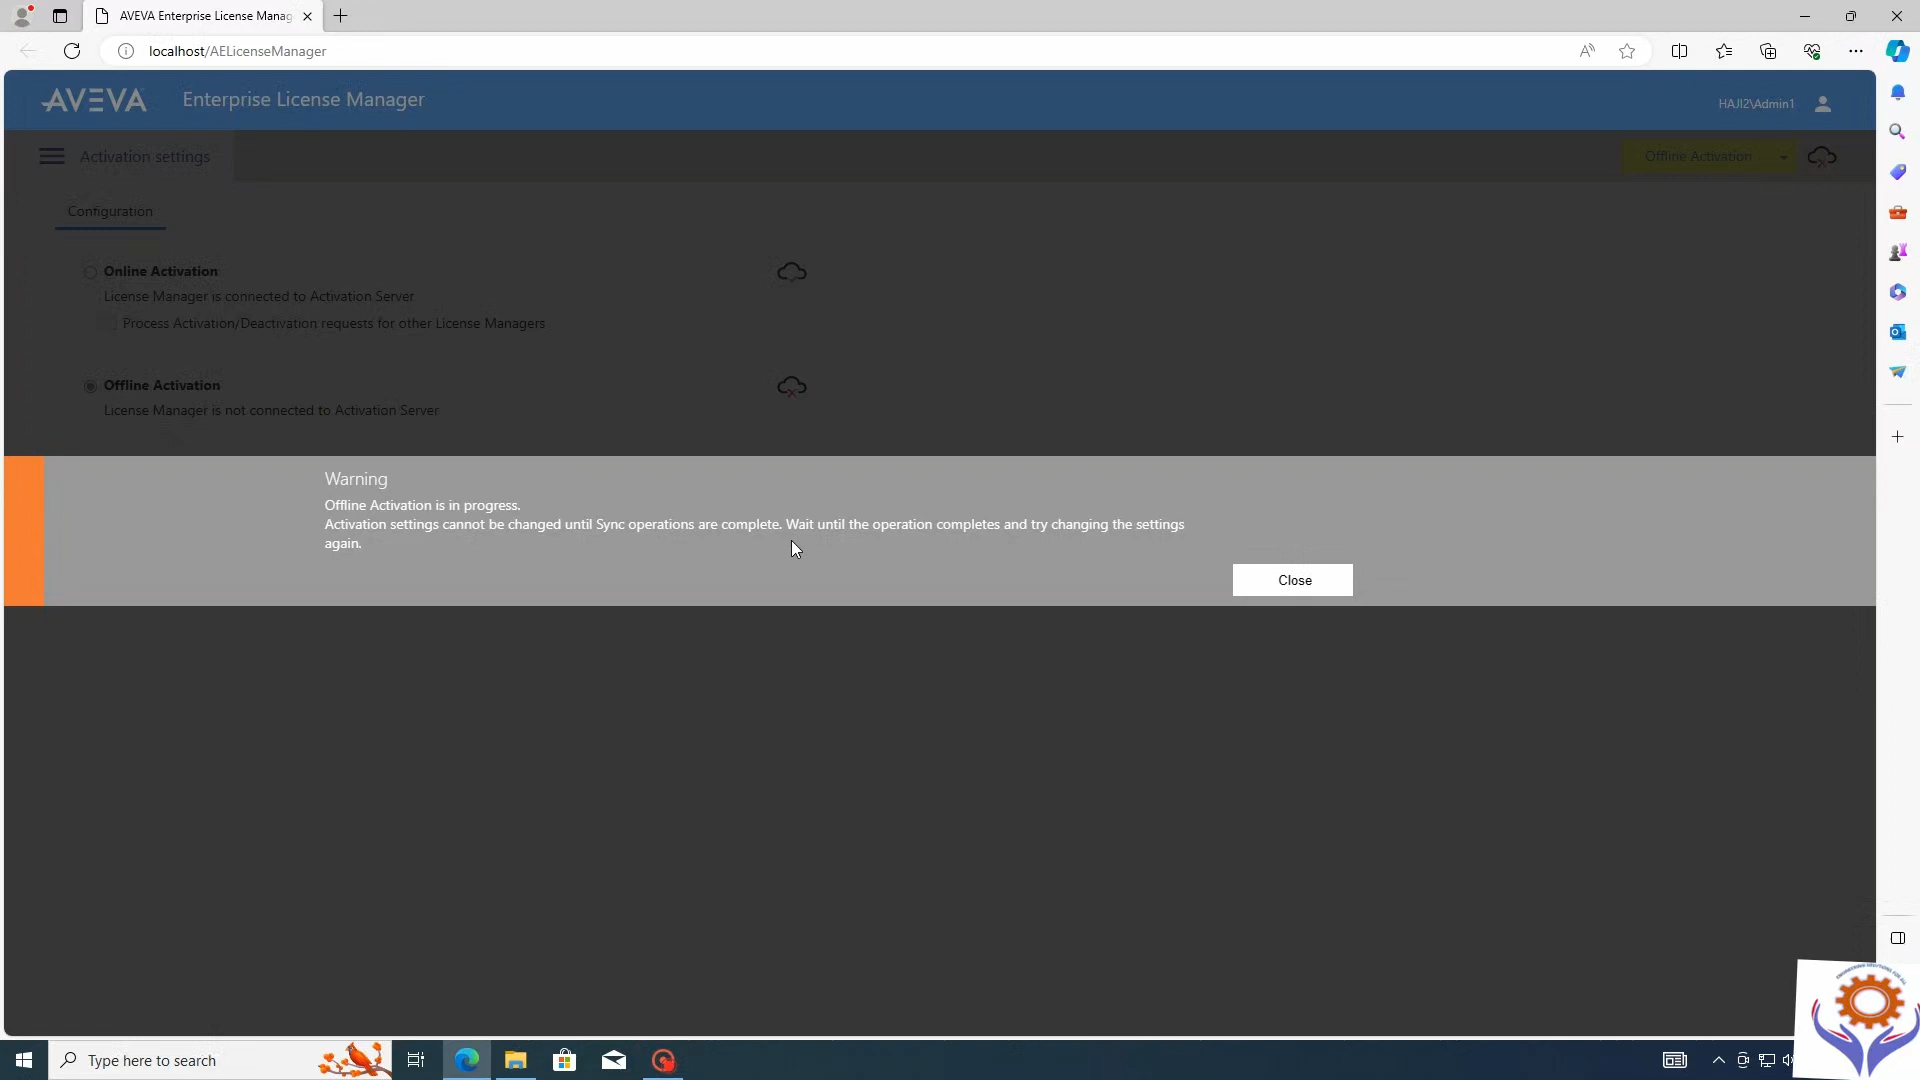 AVEVA Enterprise License Manag
localhost/AELicenseManager
AVEVA
Enterprise License Manager
HAJI2\Admin1
Activation settings
Offline Activation
Configuration
Online Activation
License Manager is connected to Activation Server
Process Activation/Deactivation requests for other License Managers
Offline Activation
License Manager is not connected to Activation Server
Warning
Offline Activation is in progress.
Activation settings cannot be changed until Sync operations are complete. Wait until the operation completes and try changing the settings
again.
Close
Type here to search